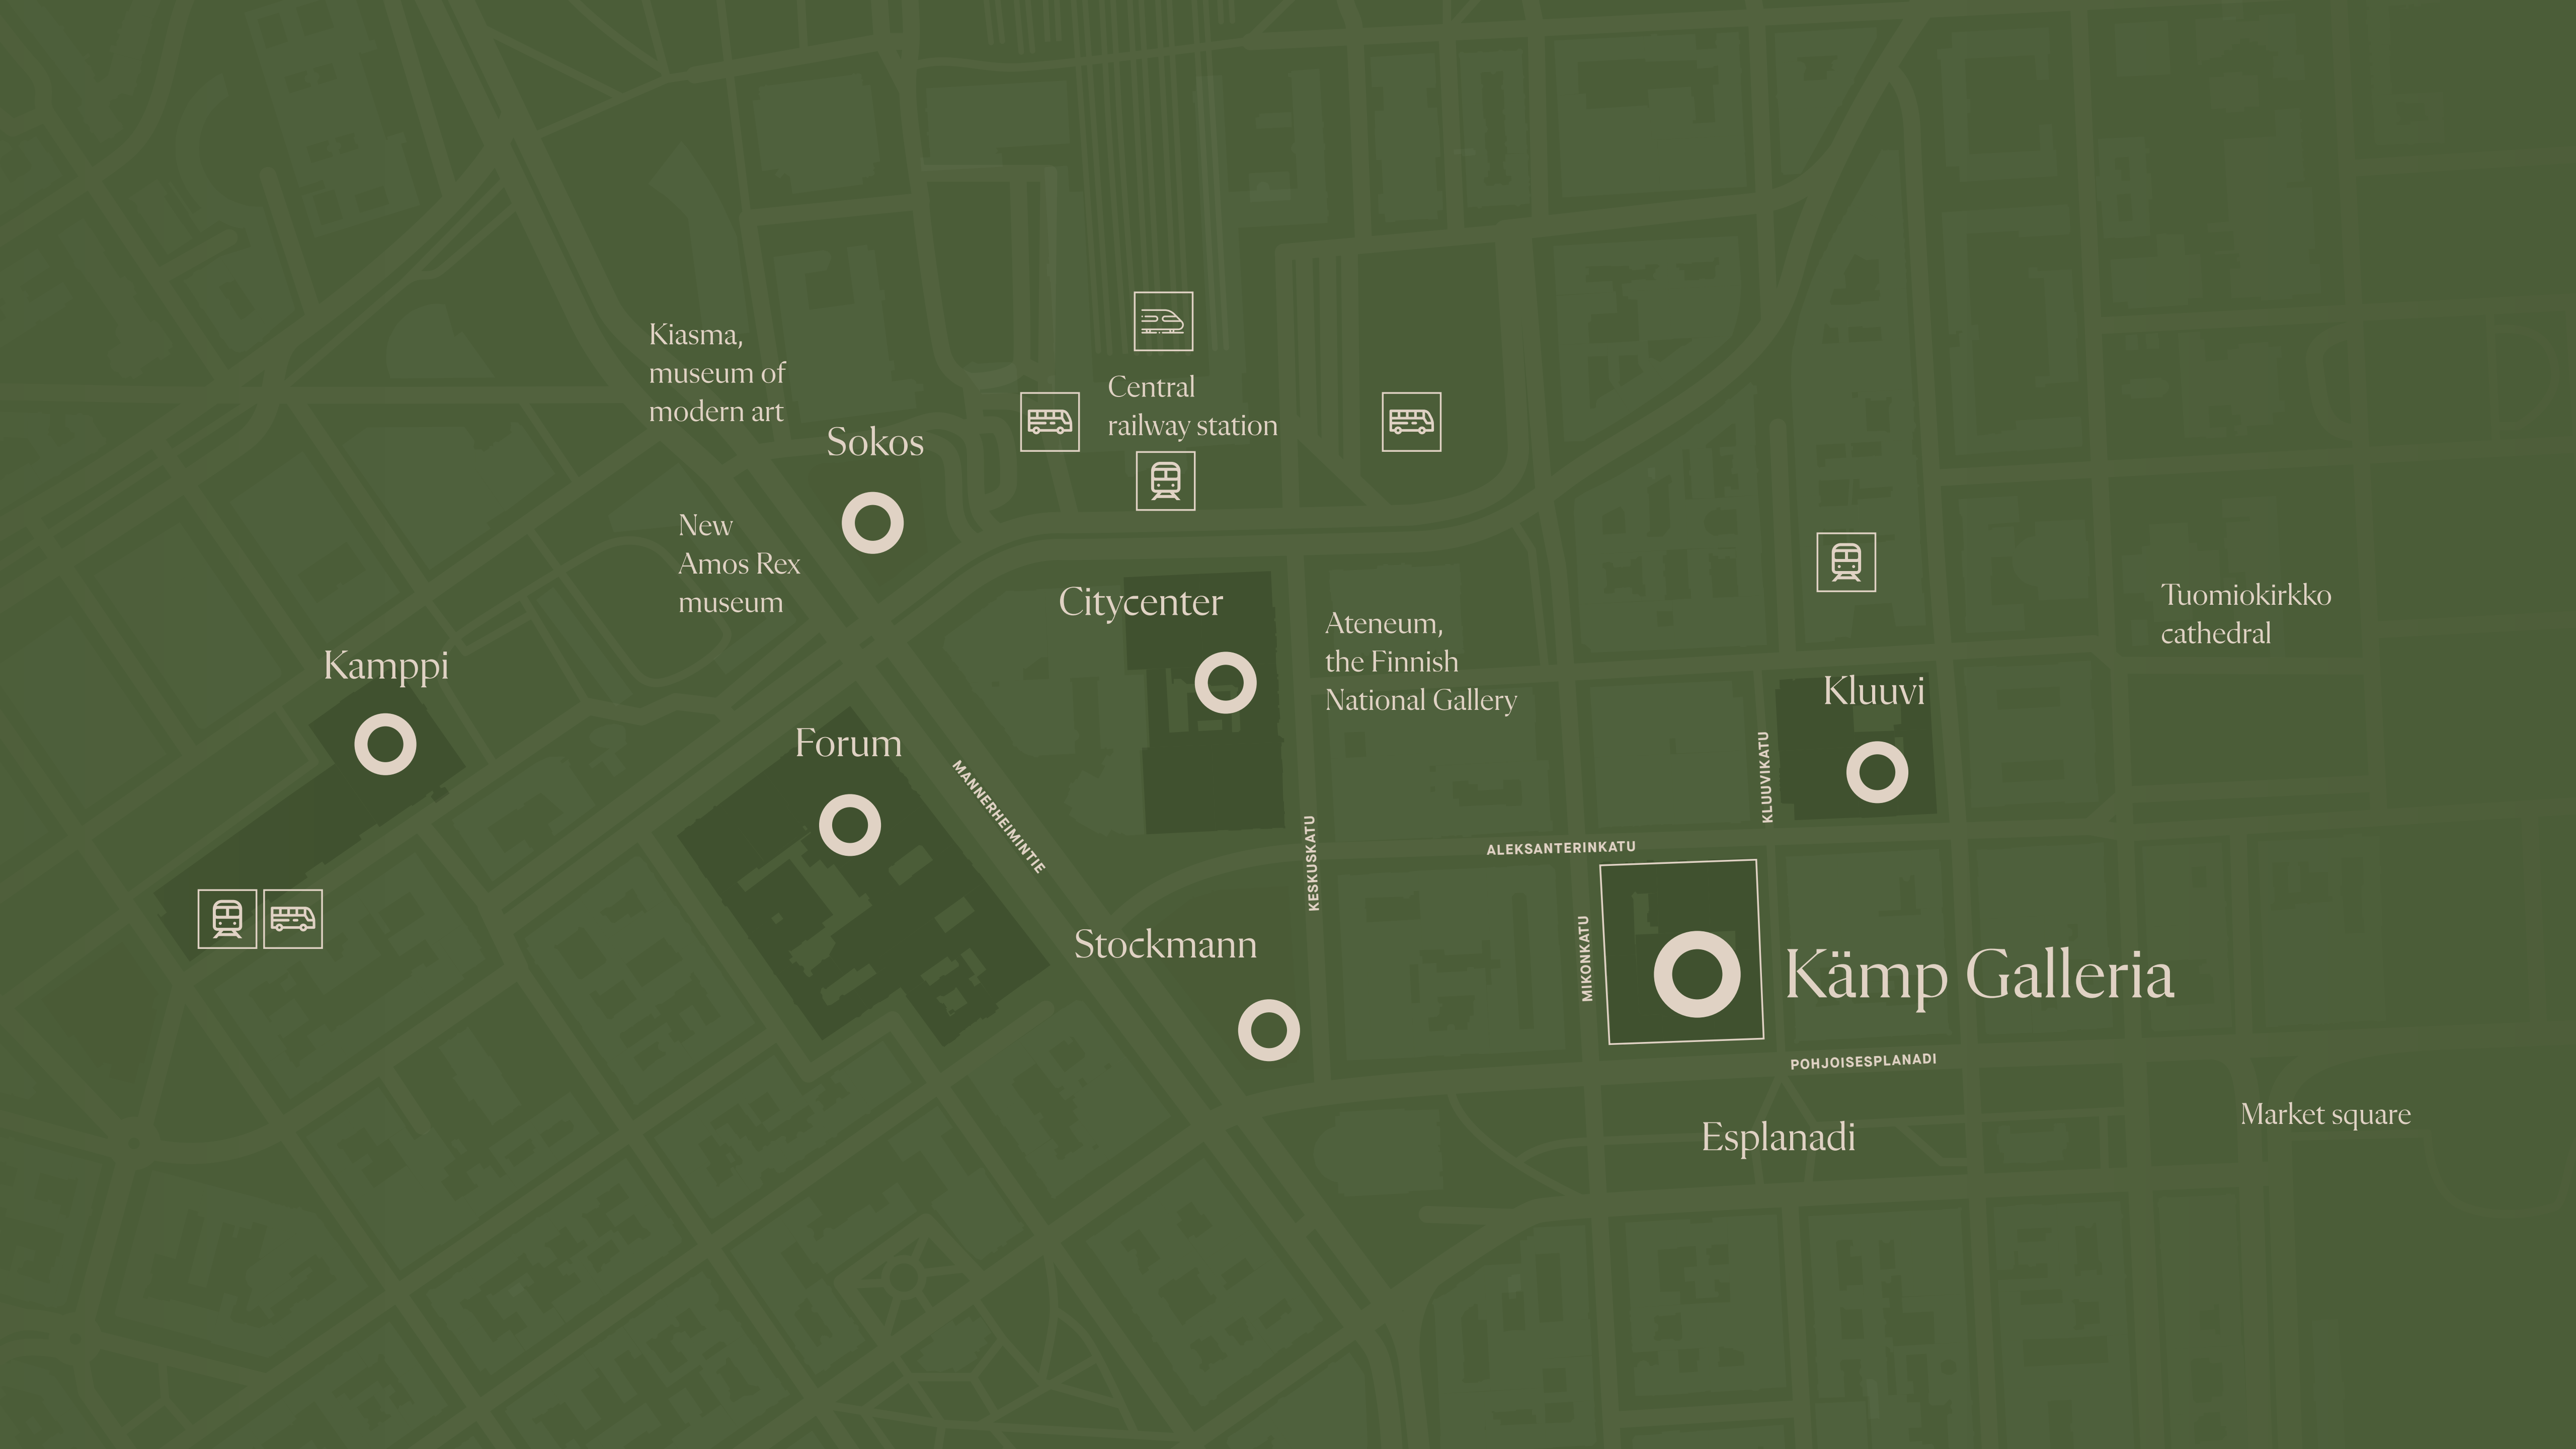 Kiasma,
museum of
modern art
Sokos
Central
railway station
New
Amos Rex
museum
Citycenter
Ateneum,
the Finnish
National Gallery
Tuomiokirkko
cathedral
Kamppi
Forum
Kluuvi
MANNERHEIMINTIE
KESKUSKATU
KLUUVIKATU
ALEKSANTERINKATU
Stockmann
MIKONKATU
Kämp Galleria
POHJOISESPLANADI
Esplanadi
Market square